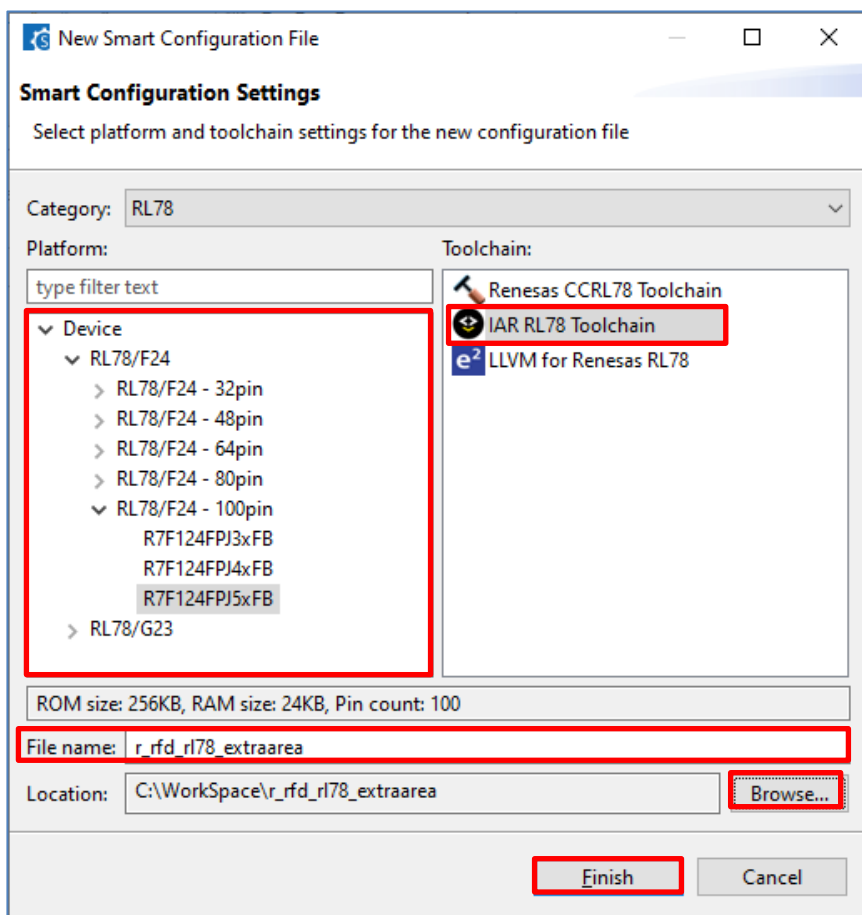 New Smart Configuration File
Smart Configuration Settings
Select platform and toolchain settings for the new configuration file
Category: RL78
Platform:
type filter text
Device
RL78/F24
RL78/F24 - 32pin
RL78/F24 - 48pin
RL78/F24 - 64pin
RL78/F24 - 80pin
RL78/F24 - 100pin
R7F124FPJ3xFB
R7F124FPJ4xFB
R7F124FPJ5xFB
RL78/G23
Toolchain:
Renesas CCRL78 Toolchain
IAR RL78 Toolchain
e² LLVM for Renesas RL78
ROM size: 256KB, RAM size: 24KB, Pin count: 100
File name: r_rfd_rl78_extraarea
Location: C:\WorkSpace\r_rfd_rl78_extraarea Browse...
Finish Cancel